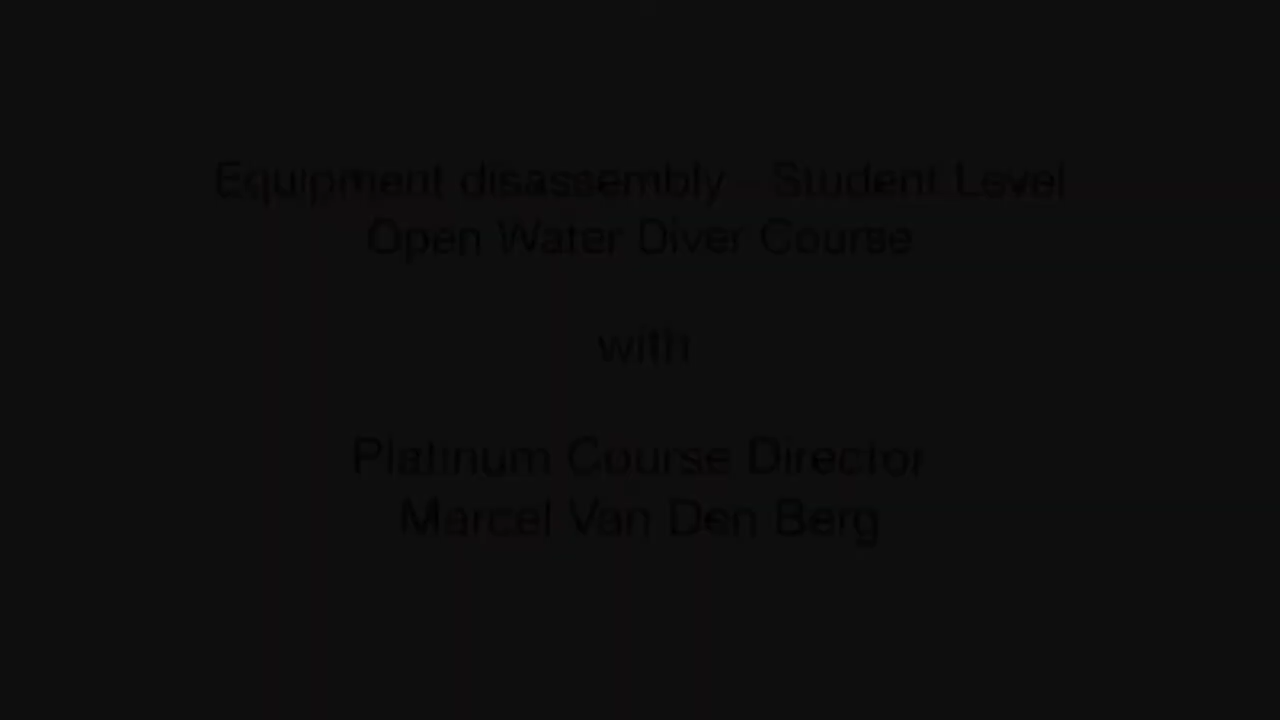 Equipment disassembly - Student Level
Open Water Diver Course
with
Platinum Course Director
Marcel Van Den Berg